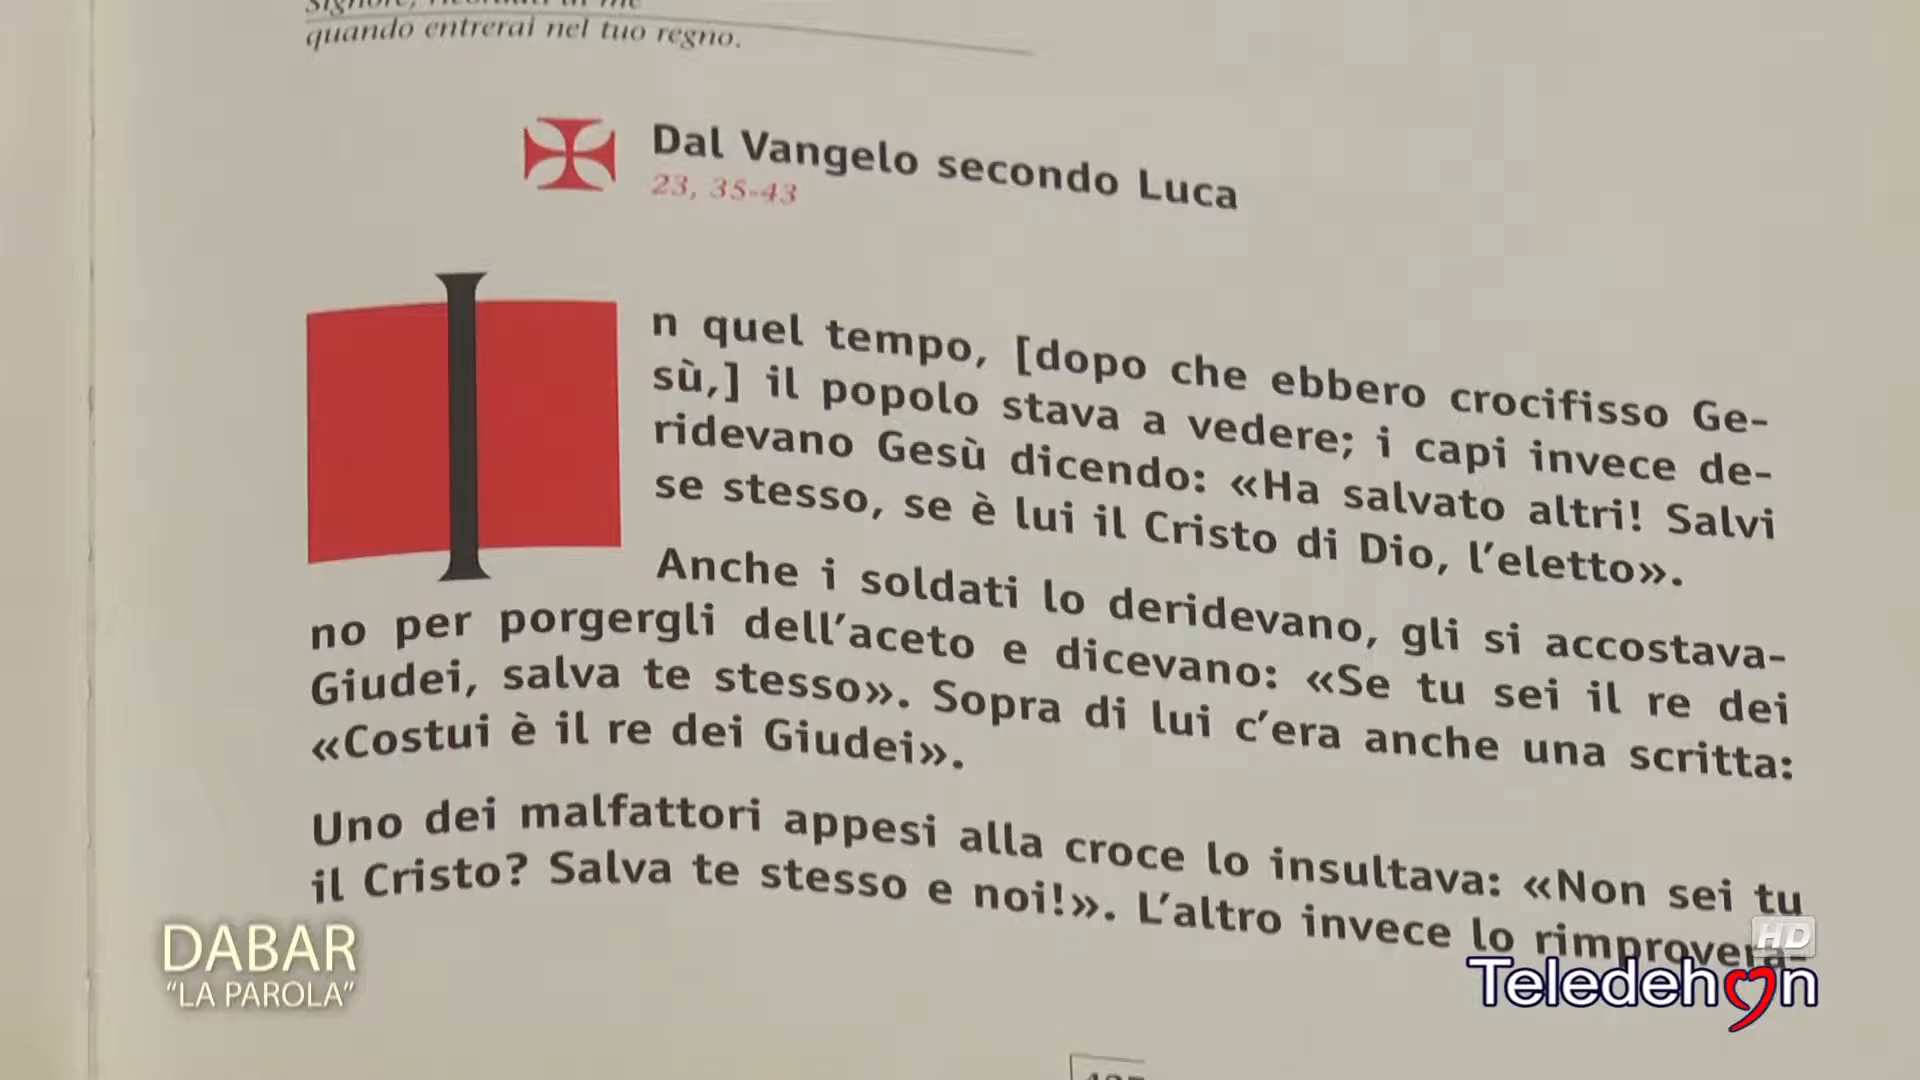 Signore, ricordati di me
quando entrerai nel tuo regno.
Dal Vangelo secondo Luca
23, 35-43
In quel tempo, [dopo che ebbero crocifisso Ge-
sù,] il popolo stava a vedere; i capi invece de-
ridevano Gesù dicendo: «Ha salvato altri! Salvi
se stesso, se è lui il Cristo di Dio, l'eletto».
Anche i soldati lo deridevano, gli si accostava-
no per porgergli dell'aceto e dicevano: «Se tu sei il re dei
Giudei, salva te stesso». Sopra di lui c'era anche una scritta:
«Costui è il re dei Giudei».
Uno dei malfattori appesi alla croce lo insultava: «Non sei tu
il Cristo? Salva te stesso e noi!». L'altro invece lo rimprovera-
DABAR
"LA PAROLA"
HD
Teledehon